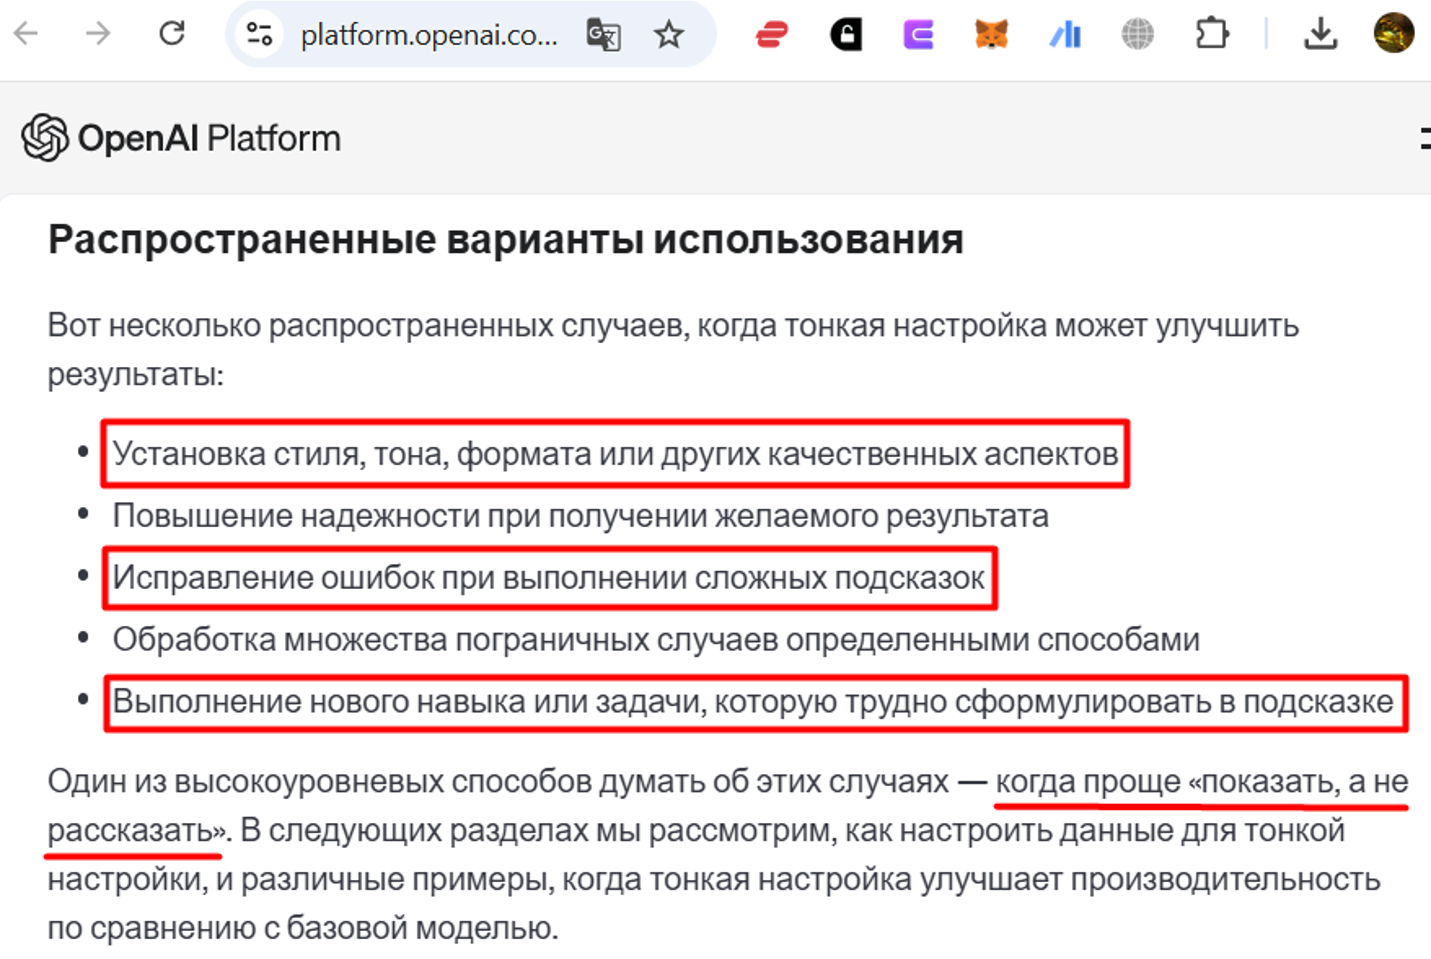 platform.openai.co...
OpenAI Platform
Распространенные варианты использования
Вот несколько распространенных случаев, когда тонкая настройка может улучшить
результаты:
• Установка стиля, тона, формата или других качественных аспектов
• Повышение надежности при получении желаемого результата
• Исправление ошибок при выполнении сложных подсказок
• Обработка множества пограничных случаев определенными способами
• Выполнение нового навыка или задачи, которую трудно сформулировать в подсказке
Один из высокоуровневых способов думать об этих случаях — когда проще «показать, а не
рассказать». В следующих разделах мы рассмотрим, как настроить данные для тонкой
настройки, и различные примеры, когда тонкая настройка улучшает производительность
по сравнению с базовой моделью.